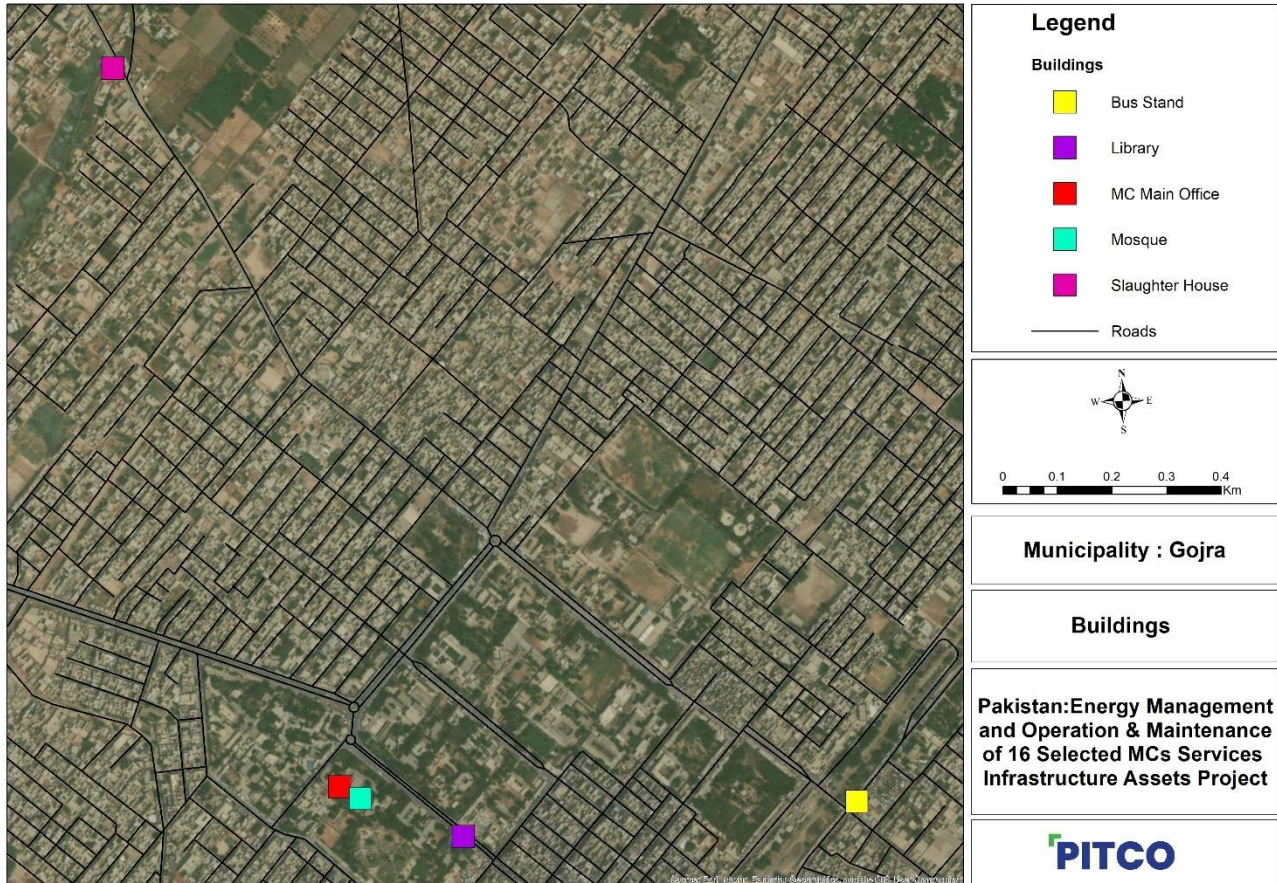 Legend
Buildings
Bus Stand
Library
MC Main Office
Mosque
Slaughter House
Roads
N
W E
S
0 0.1 0.2 0.3 0.4
Km
Municipality : Gojra
Buildings
Pakistan:Energy Management
and Operation & Maintenance
of 16 Selected MCs Services
Infrastructure Assets Project
PITCO